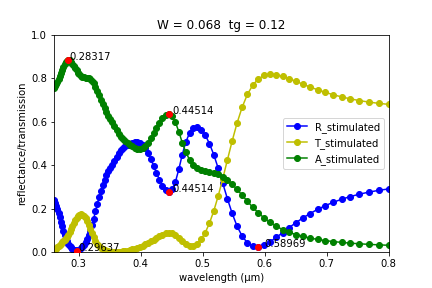 W = 0.068  tg = 0.12
1.0
0.8
0.6
0.4
0.2
0.0
reflectance/transmission
0.28317
0.44514
0.44514
0.29637
0.58969
R_stimulated
T_stimulated
A_stimulated
0.3 0.4 0.5 0.6 0.7 0.8
wavelength (μm)